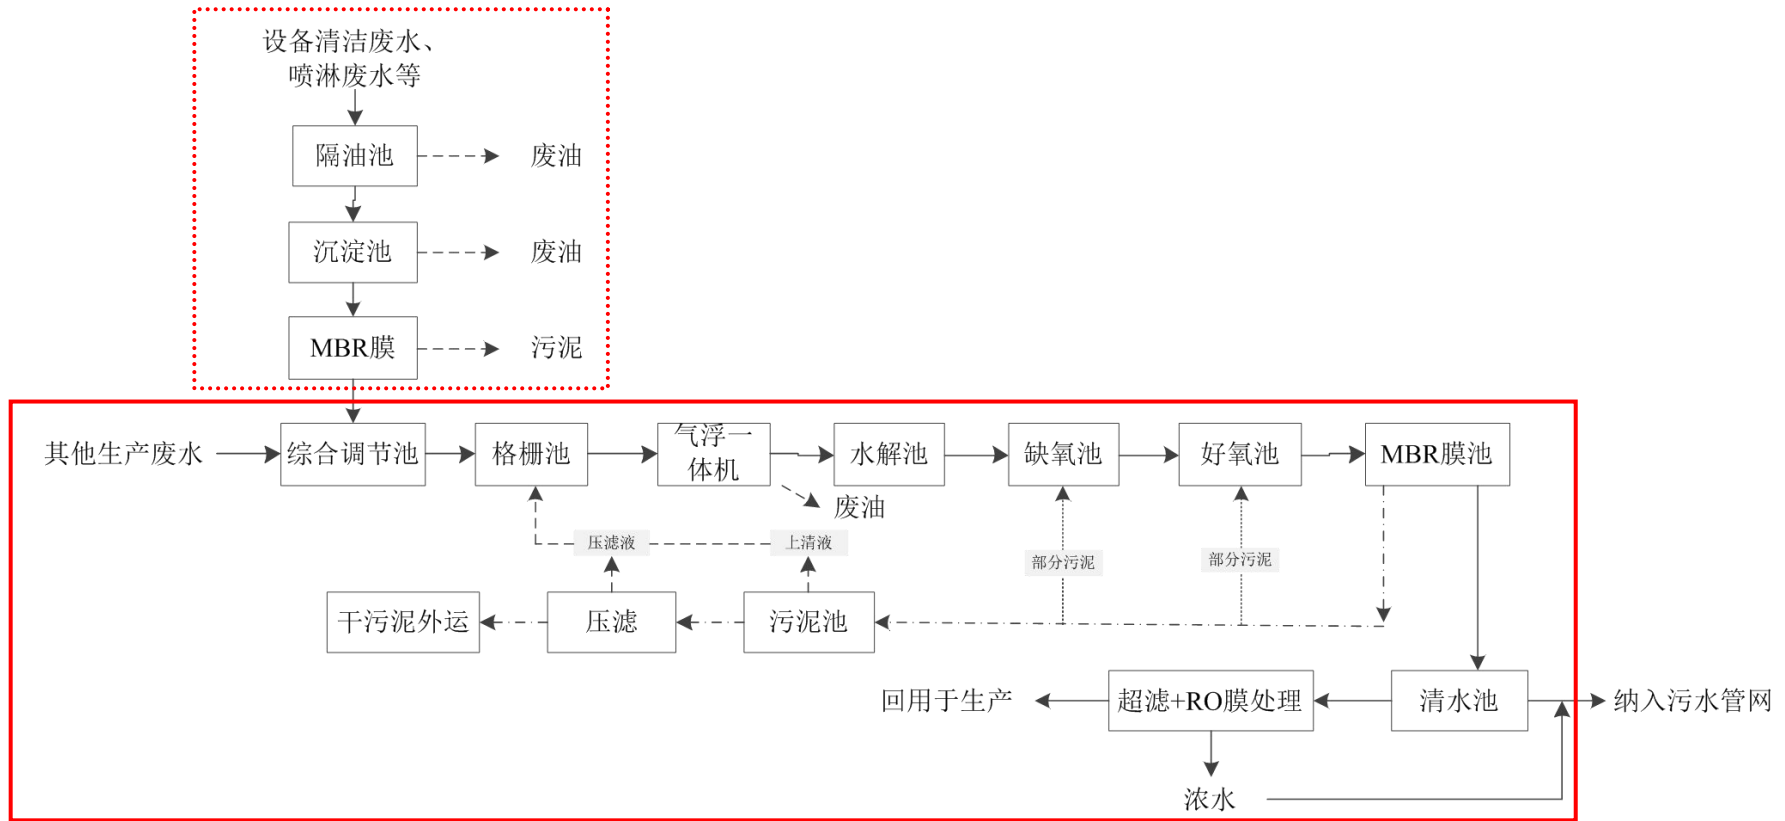 设备清洁废水、
喷淋废水等
隔油池
废油
沉淀池
废油
MBR膜
污泥
其他生产废水
综合调节池
格栅池
气浮一
体机
水解池
缺氧池
好氧池
MBR膜池
废油
压滤液
上清液
部分污泥
部分污泥
干污泥外运
压滤
污泥池
回用于生产
超滤+RO膜处理
清水池
纳入污水管网
浓水